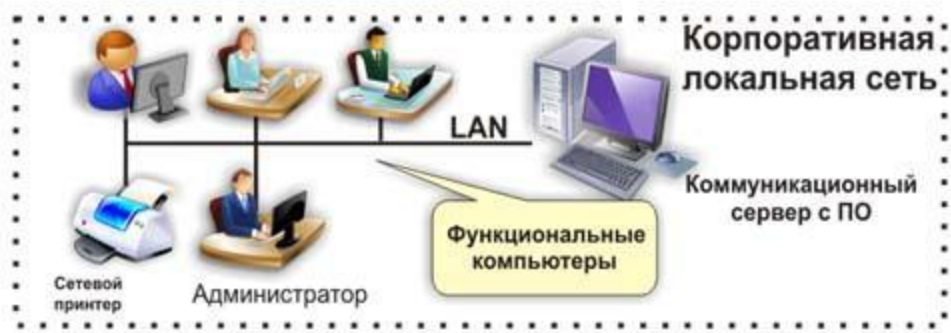 Корпоративная
локальная сеть
LAN
Коммуникационный
сервер с ПО
Функциональные
компьютеры
Сетевой
принтер
Администратор